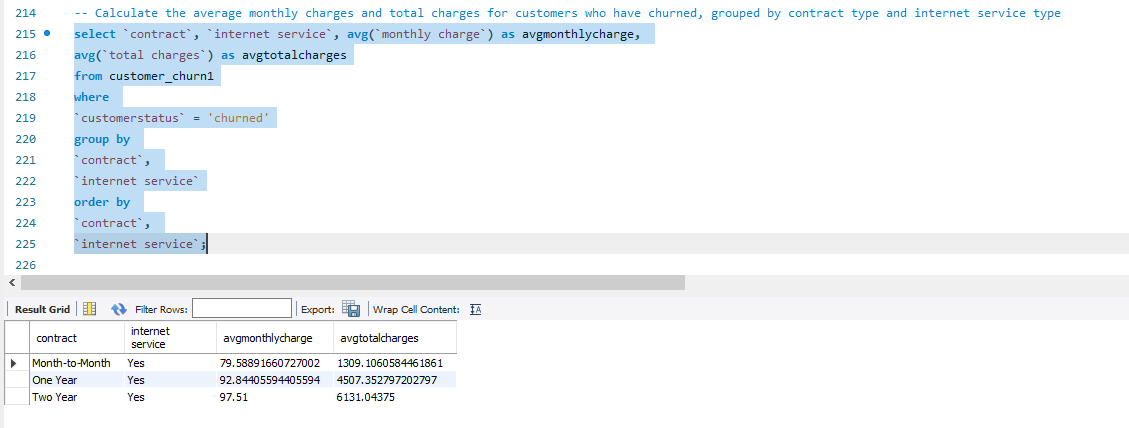 214 -- Calculate the average monthly charges and total charges for customers who have churned, grouped by contract type and internet service type
215 select `contract`, `internet service`, avg(`monthly charge`) as avgmonthlycharge,
216 avg(`total charges`) as avgtotalcharges
217 from customer_churn1
218 where
219 `customerstatus` = 'churned'
220 group by
221 `contract`,
222 `internet service`
223 order by
224 `contract`,
225 `internet service`;
226
Result Grid Filter Rows: Export: Wrap Cell Content: IA
contract internet service avgmonthlycharge avgtotalcharges
Month-to-Month Yes 79.58891660727002 1309.1060584461861
One Year Yes 92.84405594405594 4507.352797202797
Two Year Yes 97.51 6131.04375